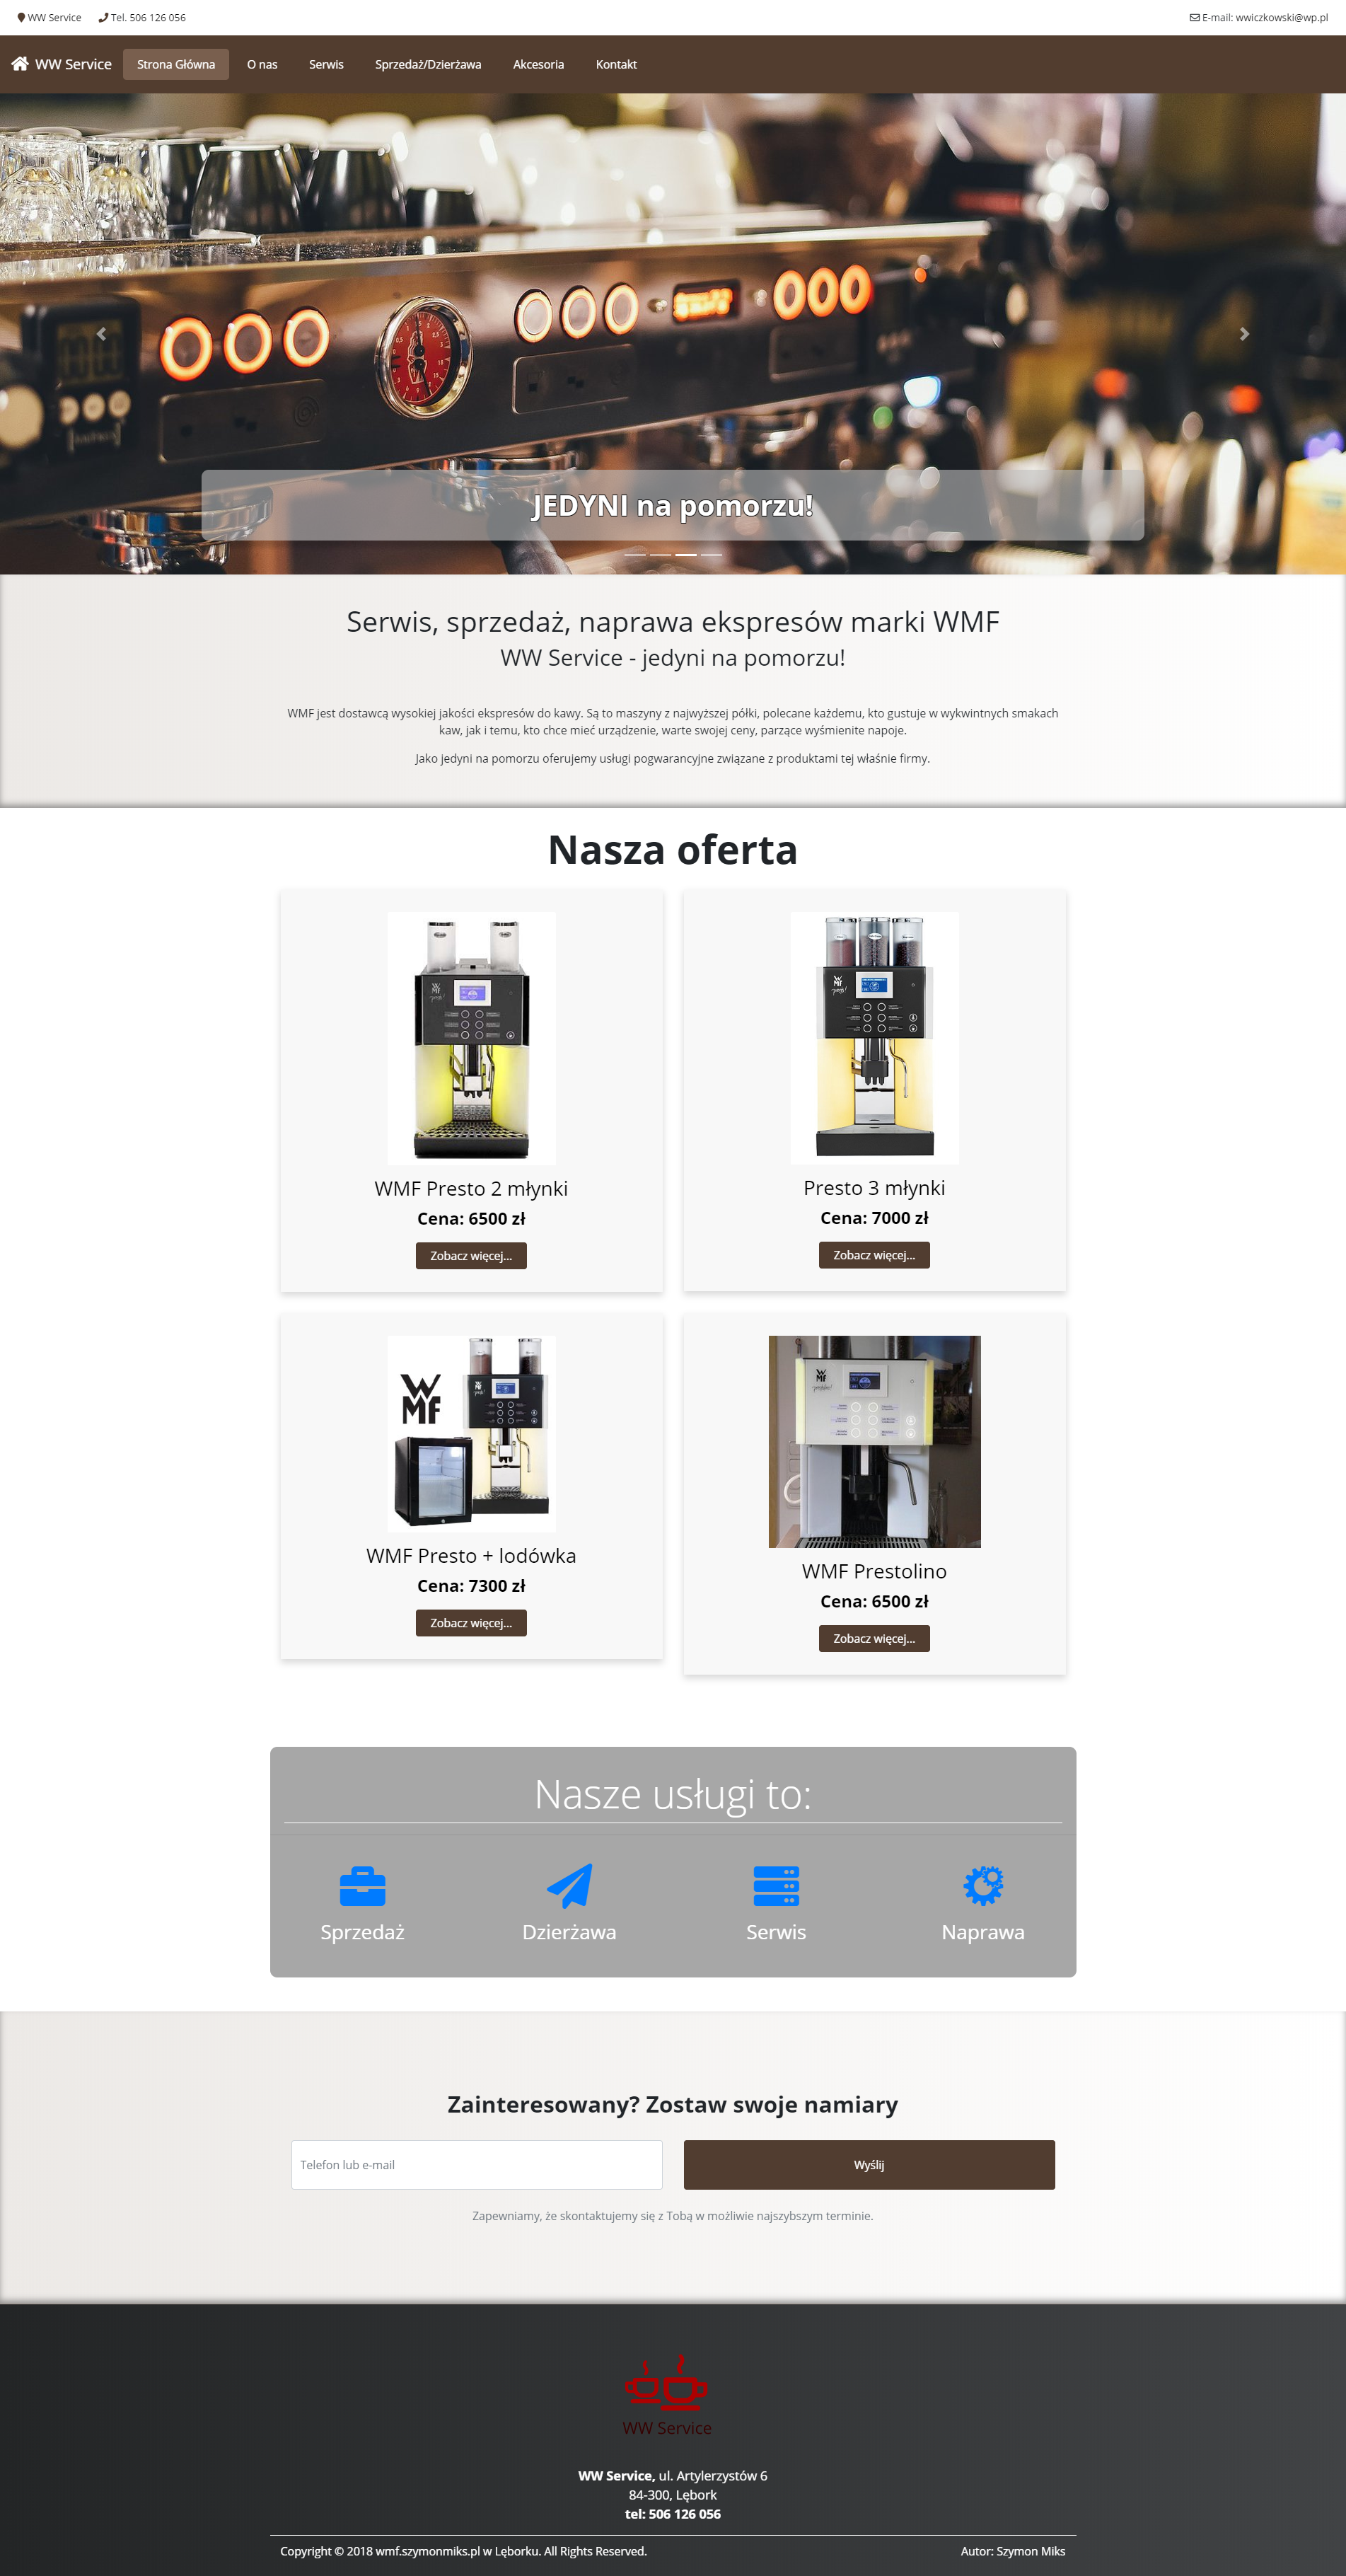 WW Service Tel. 506 126 056 E-mail: wwiczkowski@wp.pl
WW Service Strona Główna O nas Serwis Sprzedaż/Dzierżawa Akcesoria Kontakt
JEDYNI na pomorzu!
Serwis, sprzedaż, naprawa ekspresów marki WMF
WW Service - jedyni na pomorzu!
WMF jest dostawcą wysokiej jakości ekspresów do kawy. Są to maszyny z najwyższej półki, polecane każdemu, kto gustuje w wykwintnych smakach
kaw, jak i temu, kto chce mieć urządzenie, warte swojej ceny, parzące wyśmienite napoje.
Jako jedyni na pomorzu oferujemy usługi pogwarancyjne związane z produktami tej właśnie firmy.
Nasza oferta
WMF Presto 2 młynki
Cena: 6500 zł
Zobacz więcej...
Presto 3 młynki
Cena: 7000 zł
Zobacz więcej...
WMF
WMF Presto + lodówka
Cena: 7300 zł
Zobacz więcej...
WMF
WMF Prestolino
Cena: 6500 zł
Zobacz więcej...
Nasze usługi to:
Sprzedaż Dzierżawa Serwis Naprawa
Zainteresowany? Zostaw swoje namiary
Telefon lub e-mail Wyślij
Zapewniamy, że skontaktujemy się z Tobą w możliwie najszybszym terminie.
WW Service
WW Service, ul. Artylerzystów 6
84-300, Lębork
tel: 506 126 056
Copyright © 2018 wmf.szymonmiks.pl w Lęborku. All Rights Reserved. Autor: Szymon Miks